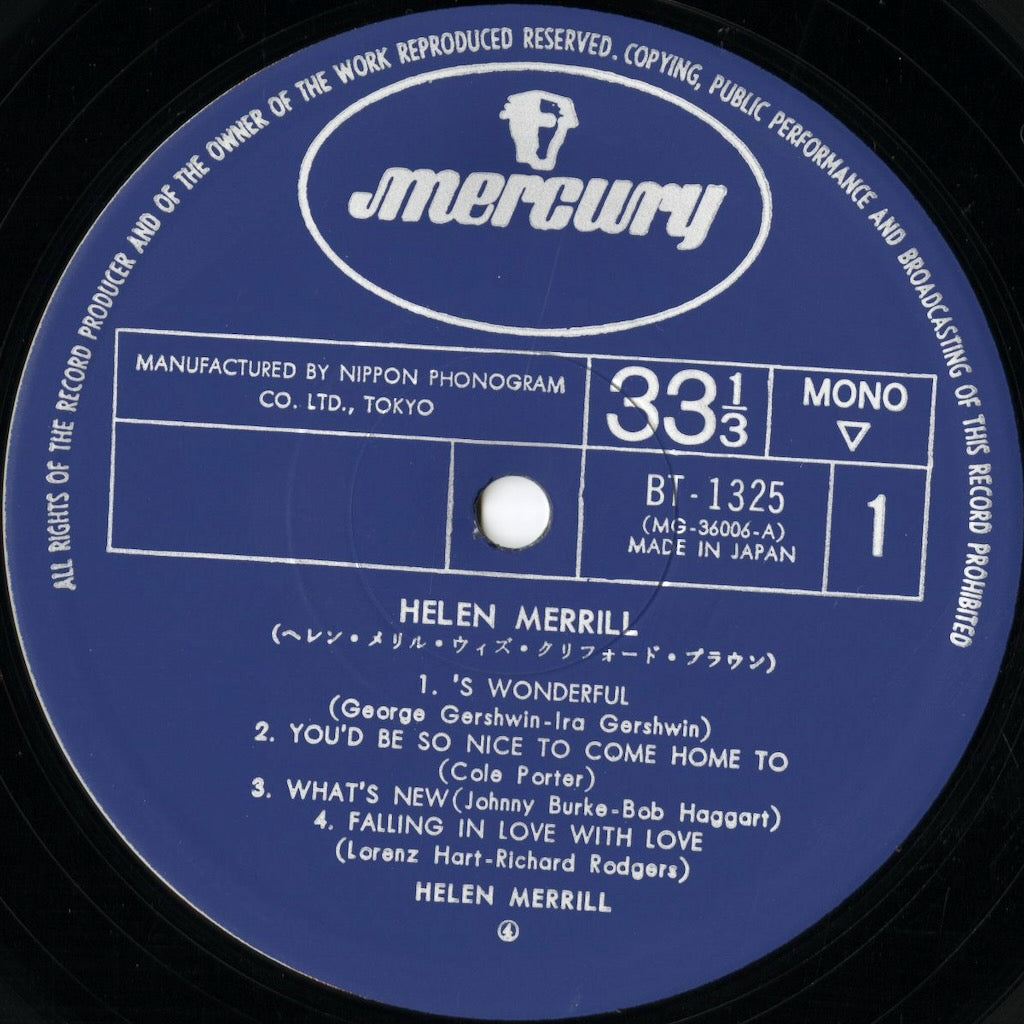 ALL RIGHTS OF THE RECORD PRODUCER AND OF THE OWNER OF THE WORK REPRODUCED RESERVED. COPYING, PUBLIC PERFORMANCE AND BROADCASTING OF THIS RECORD PROHIBITED
mercury
MANUFACTURED BY NIPPON PHONOGRAM
CO. LTD., TOKYO
33 1/3
MONO
▽
BT-1325
(MG-36006-A)
MADE IN JAPAN
1
HELEN MERRILL
(ヘレン・メリル・ウィズ・クリフォード・ブラウン)
1. 'S WONDERFUL
(George Gershwin-Ira Gershwin)
2. YOU'D BE SO NICE TO COME HOME TO
(Cole Porter)
3. WHAT'S NEW(Johnny Burke-Bob Haggart)
4. FALLING IN LOVE WITH LOVE
(Lorenz Hart-Richard Rodgers)
HELEN MERRILL
④